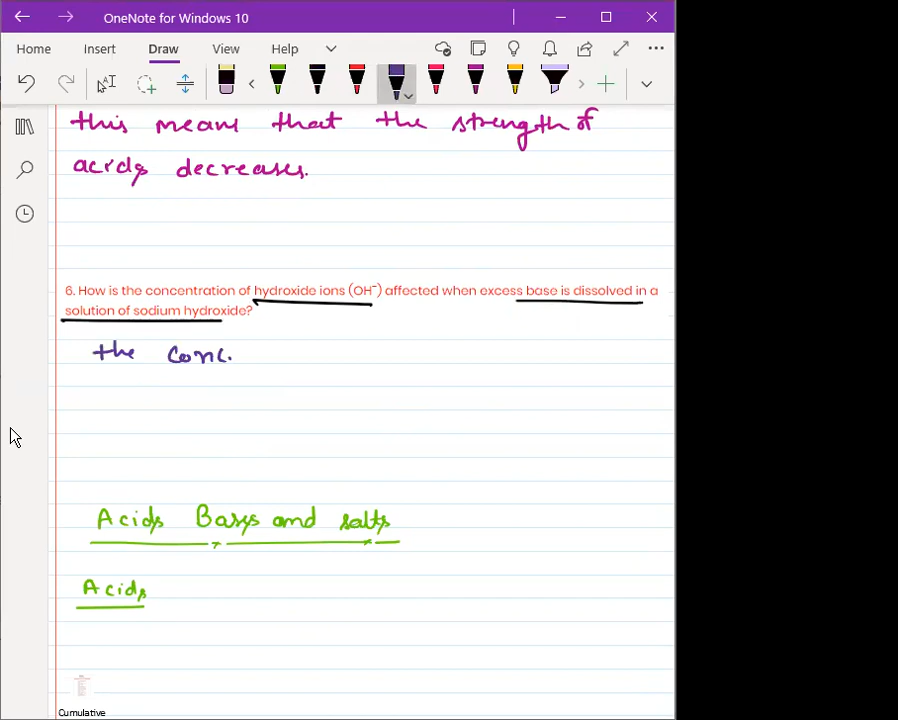 OneNote for Windows 10
Home Insert Draw View Help
this means that the strength of
acids decreases.
6. How is the concentration of hydroxide ions (OH⁻) affected when excess base is dissolved in a
solution of sodium hydroxide?
the conc.
Acids Bases and salts
Acids
Cumulative